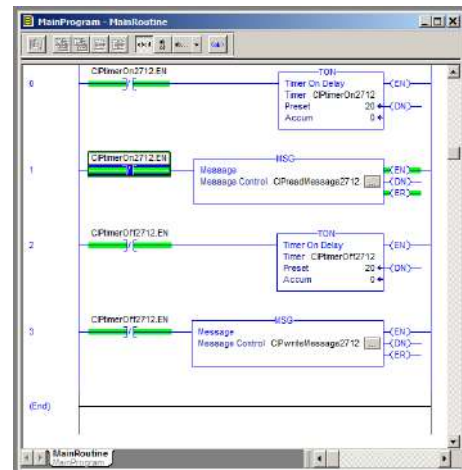 MainProgram - MainRoutine
CIPtimerOn2712.EN
TON
0
Timer On Delay
Timer CIPtimerOn2712
Preset 20
Accum 0
(EN)
(DN)
CIPtimerOn2712.EN
MSG
1
Message
Message Control CIPreadMessage2712 ...
(EN)
(DN)
(ER)
CIPtimerOff2712.EN
TON
2
Timer On Delay
Timer CIPtimerOff2712
Preset 20
Accum 0
(EN)
(DN)
CIPtimerOff2712.EN
MSG
3
Message
Message Control CIPwriteMessage2712 ...
(EN)
(DN)
(ER)
(End)
MainRoutine
MainProgram